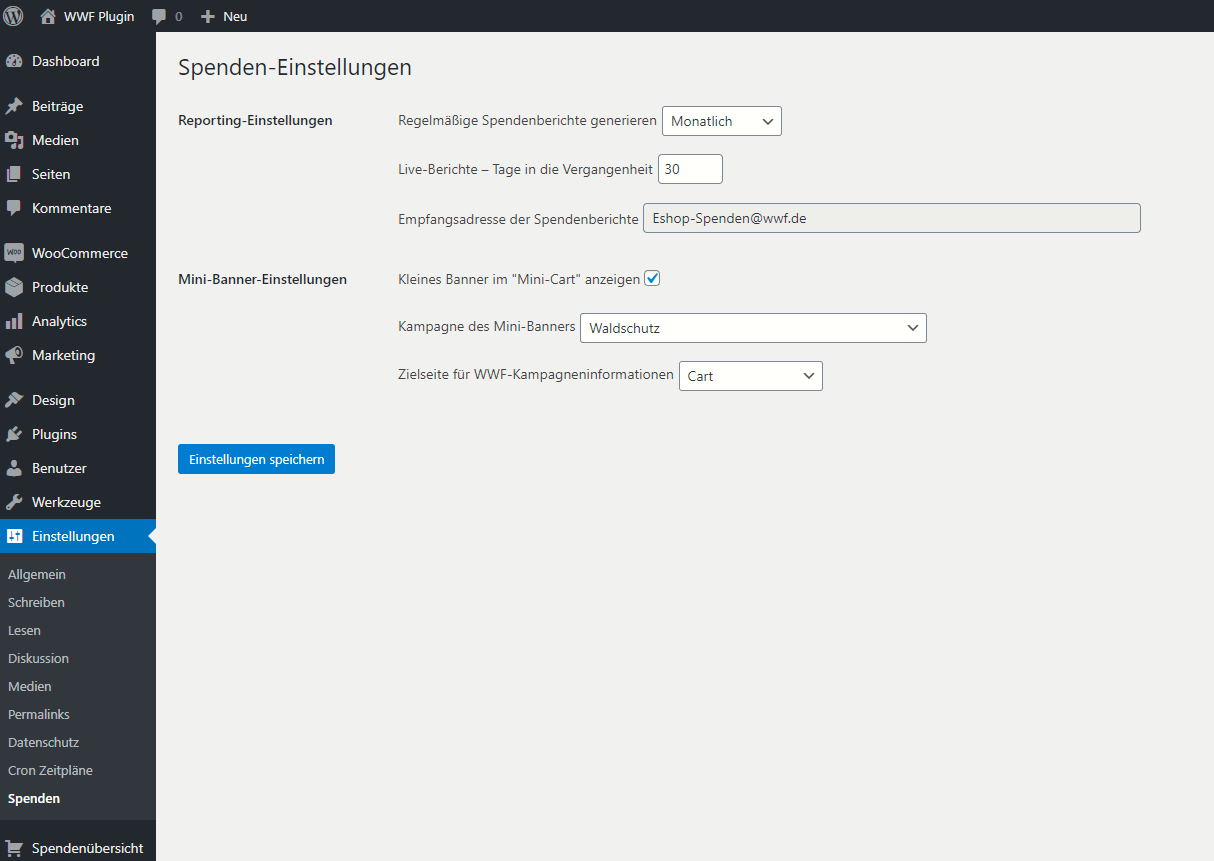 WWF Plugin 0 Neu
Dashboard
Beiträge
Medien
Seiten
Kommentare
WOO WooCommerce
Produkte
Analytics
Marketing
Design
Plugins
Benutzer
Werkzeuge
Einstellungen
Allgemein
Schreiben
Lesen
Diskussion
Medien
Permalinks
Datenschutz
Cron Zeitpläne
Spenden
Spendenübersicht
Spenden-Einstellungen
Reporting-Einstellungen
Regelmäßige Spendenberichte generieren Monatlich
Live-Berichte – Tage in die Vergangenheit 30
Empfangsadresse der Spendenberichte Eshop-Spenden@wwf.de
Mini-Banner-Einstellungen
Kleines Banner im "Mini-Cart" anzeigen
Kampagne des Mini-Banners Waldschutz
Zielseite für WWF-Kampagneninformationen Cart
Einstellungen speichern